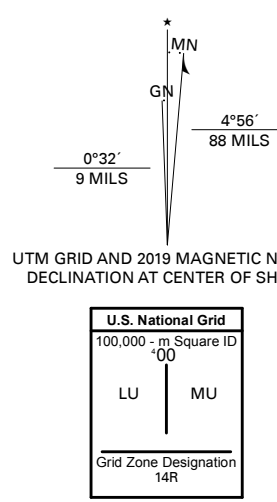 ★
MN
GN
4°56´
88 MILS
0°32´
9 MILS
UTM GRID AND 2019 MAGNETIC N
DECLINATION AT CENTER OF SH
U.S. National Grid
100,000 - m Square ID
⁴00
LU MU
Grid Zone Designation
14R